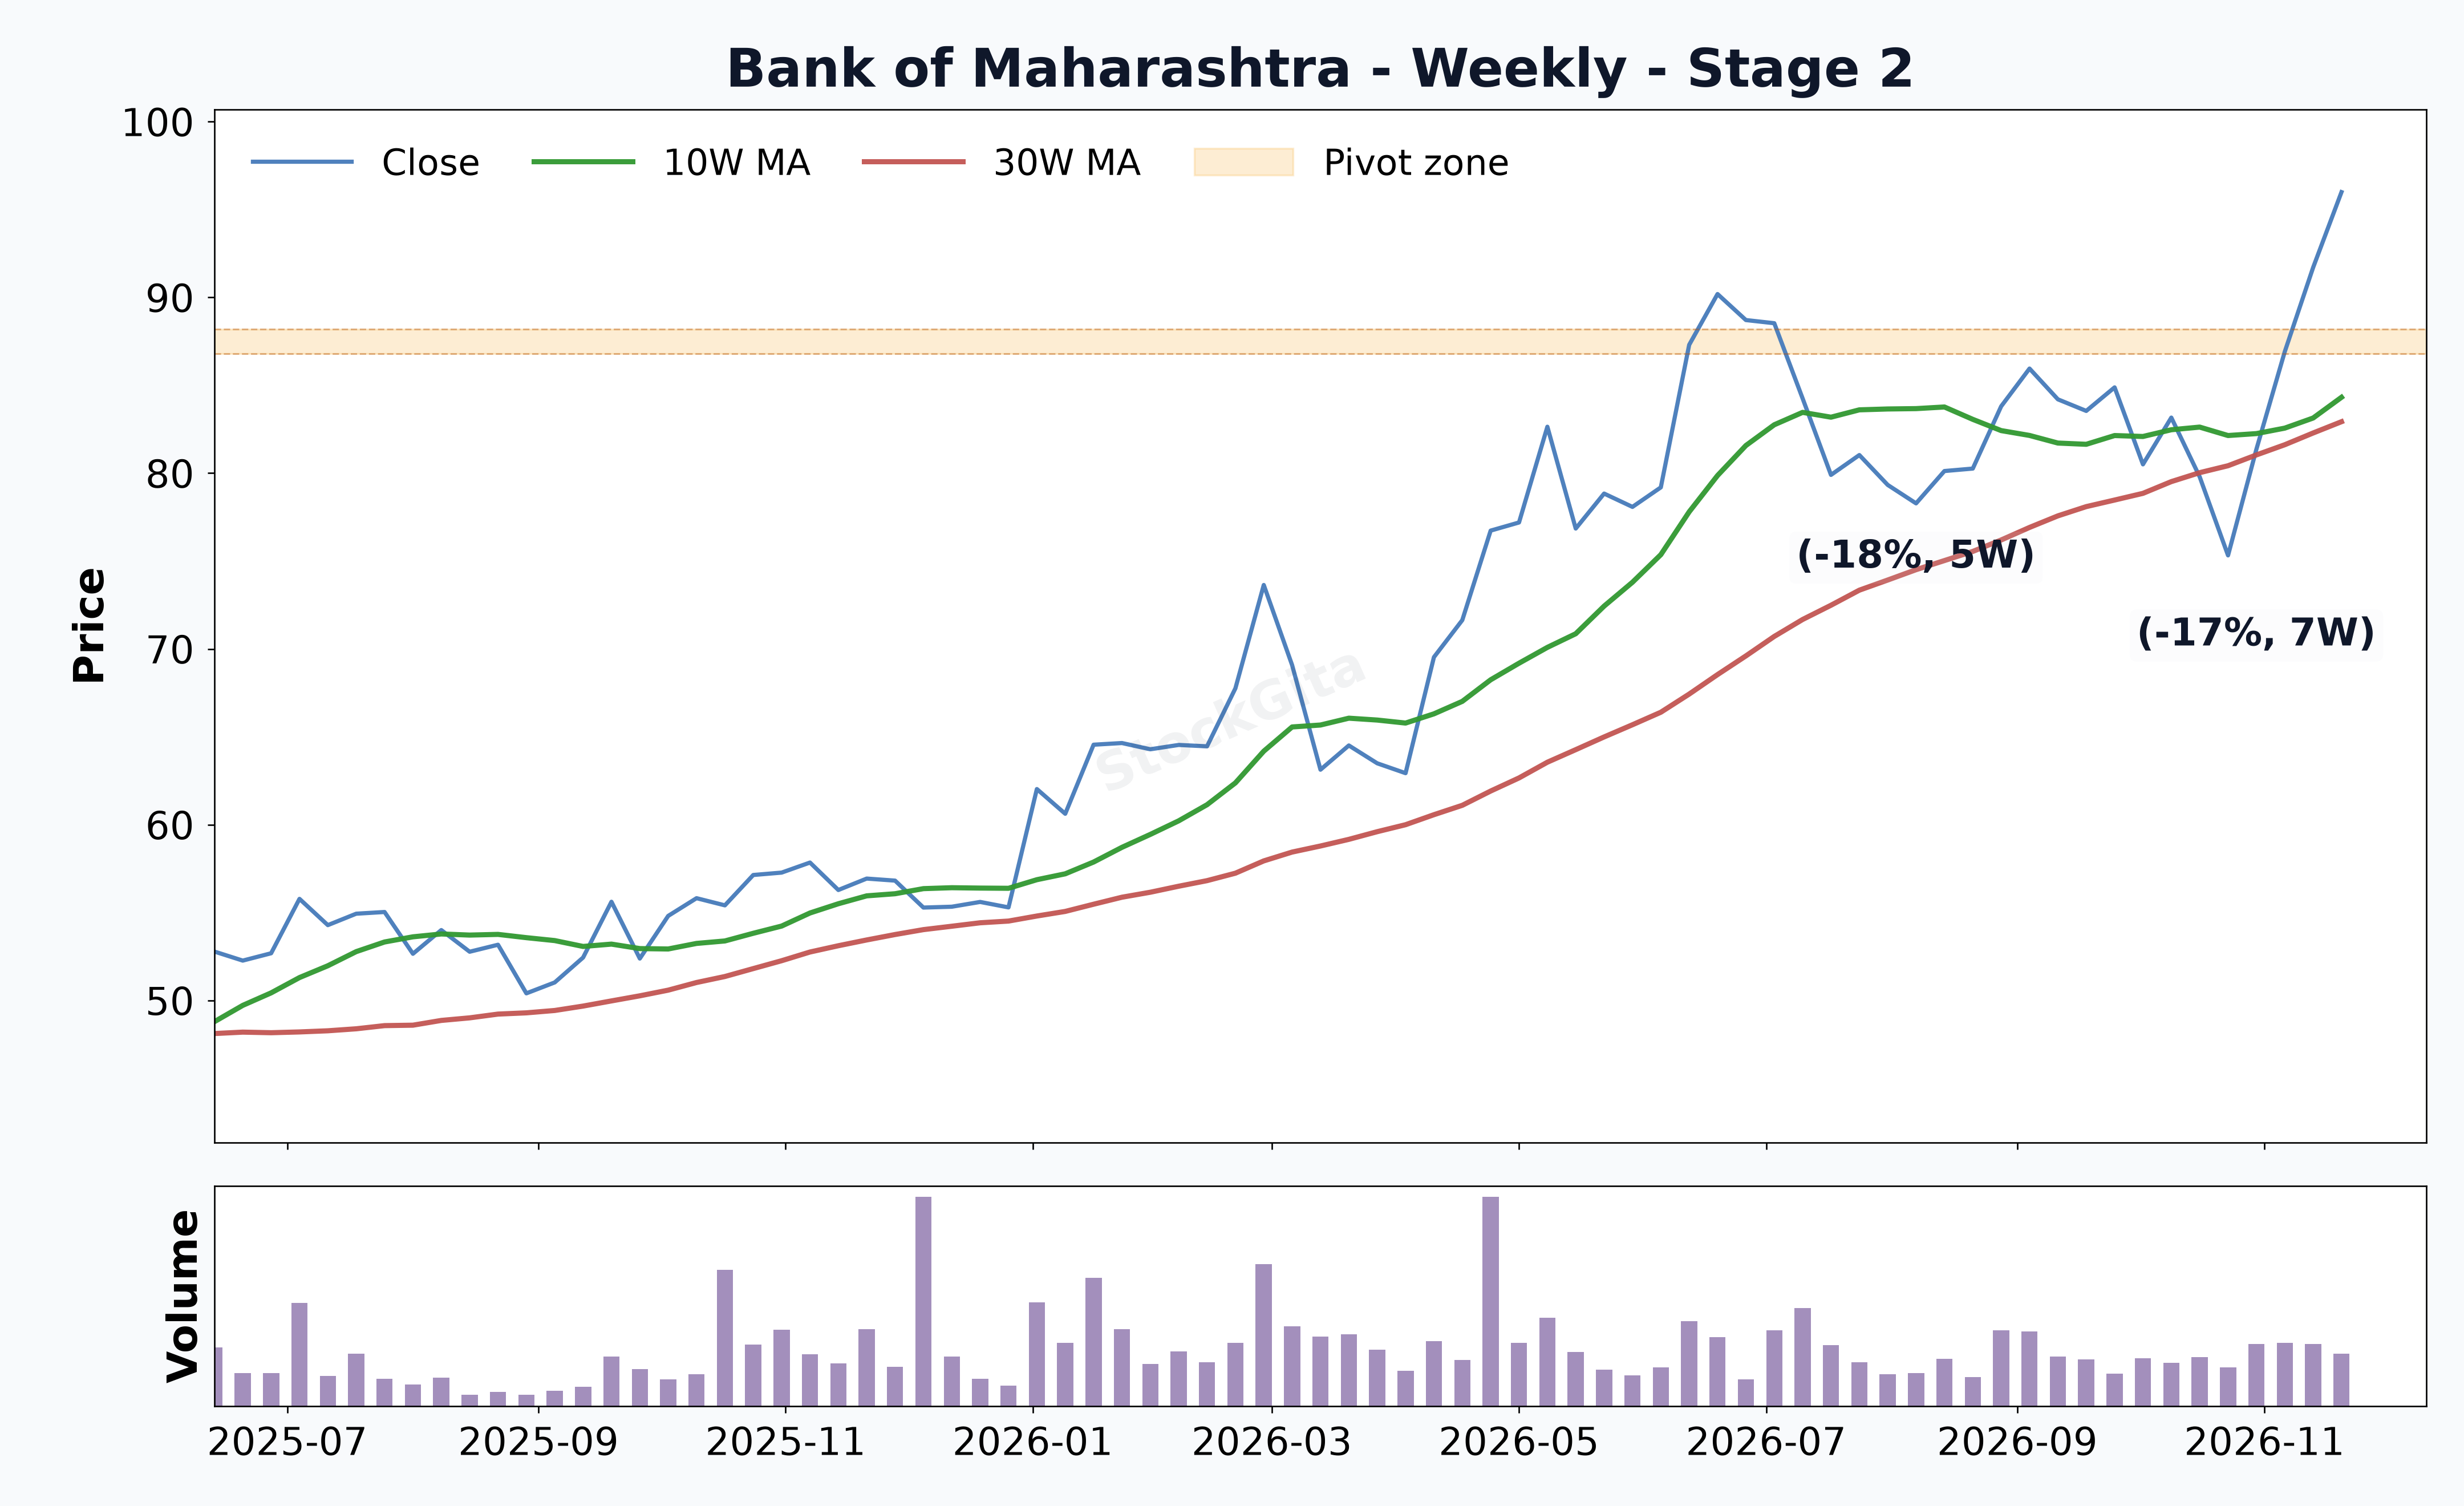 Bank of Maharashtra - Weekly - Stage 2
Close 10W MA 30W MA Pivot zone
100
90
80
70
60
50
Price
(-18%, 5W)
(-17%, 7W)
StockGita
Volume
2025-07 2025-09 2025-11 2026-01 2026-03 2026-05 2026-07 2026-09 2026-11